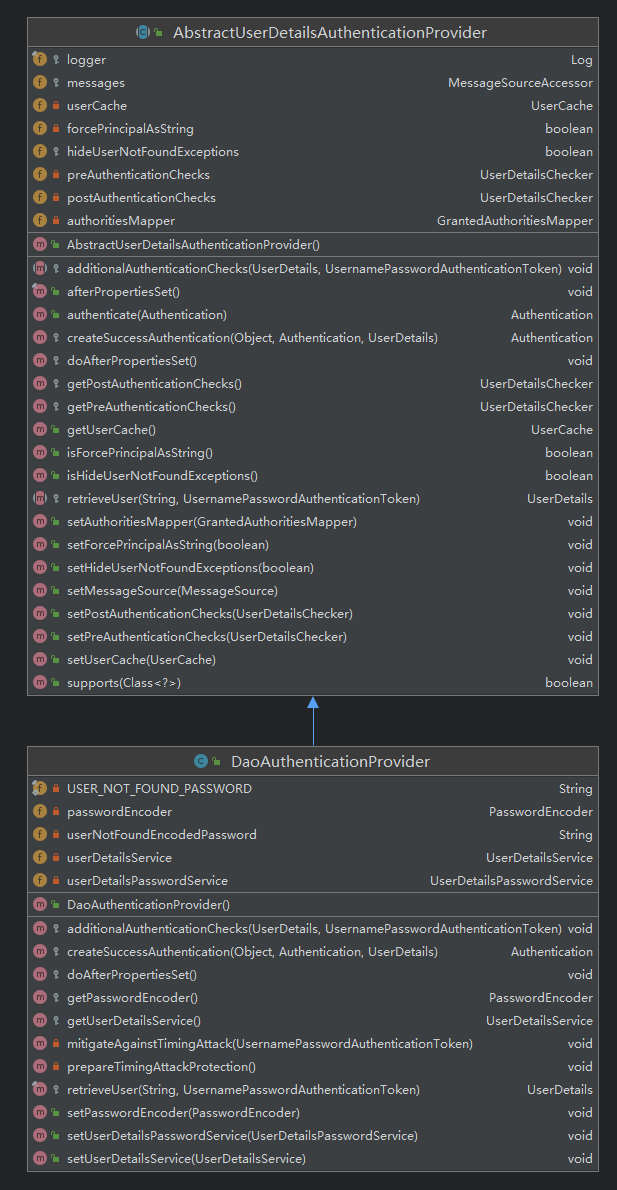 AbstractUserDetailsAuthenticationProvider
logger Log
messages MessageSourceAccessor
userCache UserCache
forcePrincipalAsString boolean
hideUserNotFoundExceptions boolean
preAuthenticationChecks UserDetailsChecker
postAuthenticationChecks UserDetailsChecker
authoritiesMapper GrantedAuthoritiesMapper
AbstractUserDetailsAuthenticationProvider()
additionalAuthenticationChecks(UserDetails, UsernamePasswordAuthenticationToken) void
afterPropertiesSet() void
authenticate(Authentication) Authentication
createSuccessAuthentication(Object, Authentication, UserDetails) Authentication
doAfterPropertiesSet() void
getPostAuthenticationChecks() UserDetailsChecker
getPreAuthenticationChecks() UserDetailsChecker
getUserCache() UserCache
isForcePrincipalAsString() boolean
isHideUserNotFoundExceptions() boolean
retrieveUser(String, UsernamePasswordAuthenticationToken) UserDetails
setAuthoritiesMapper(GrantedAuthoritiesMapper) void
setForcePrincipalAsString(boolean) void
setHideUserNotFoundExceptions(boolean) void
setMessageSource(MessageSource) void
setPostAuthenticationChecks(UserDetailsChecker) void
setPreAuthenticationChecks(UserDetailsChecker) void
setUserCache(UserCache) void
supports(Class<?>) boolean
DaoAuthenticationProvider
USER_NOT_FOUND_PASSWORD String
passwordEncoder PasswordEncoder
userNotFoundEncodedPassword String
userDetailsService UserDetailsService
userDetailsPasswordService UserDetailsPasswordService
DaoAuthenticationProvider()
additionalAuthenticationChecks(UserDetails, UsernamePasswordAuthenticationToken) void
createSuccessAuthentication(Object, Authentication, UserDetails) Authentication
doAfterPropertiesSet() void
getPasswordEncoder() PasswordEncoder
getUserDetailsService() UserDetailsService
mitigateAgainstTimingAttack(UsernamePasswordAuthenticationToken) void
prepareTimingAttackProtection() void
retrieveUser(String, UsernamePasswordAuthenticationToken) UserDetails
setPasswordEncoder(PasswordEncoder) void
setUserDetailsPasswordService(UserDetailsPasswordService) void
setUserDetailsService(UserDetailsService) void